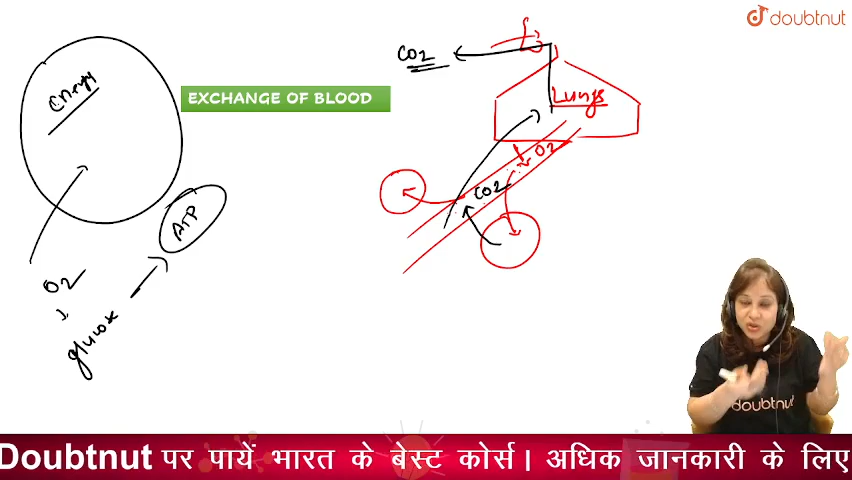 doubtnut
CO2
Energy
EXCHANGE OF BLOOD
Lungs
O2
CO2
ATP
O2
glucose
doubtnut
Doubtnut पर पायें भारत के बेस्ट कोर्स। अधिक जानकारी के लिए